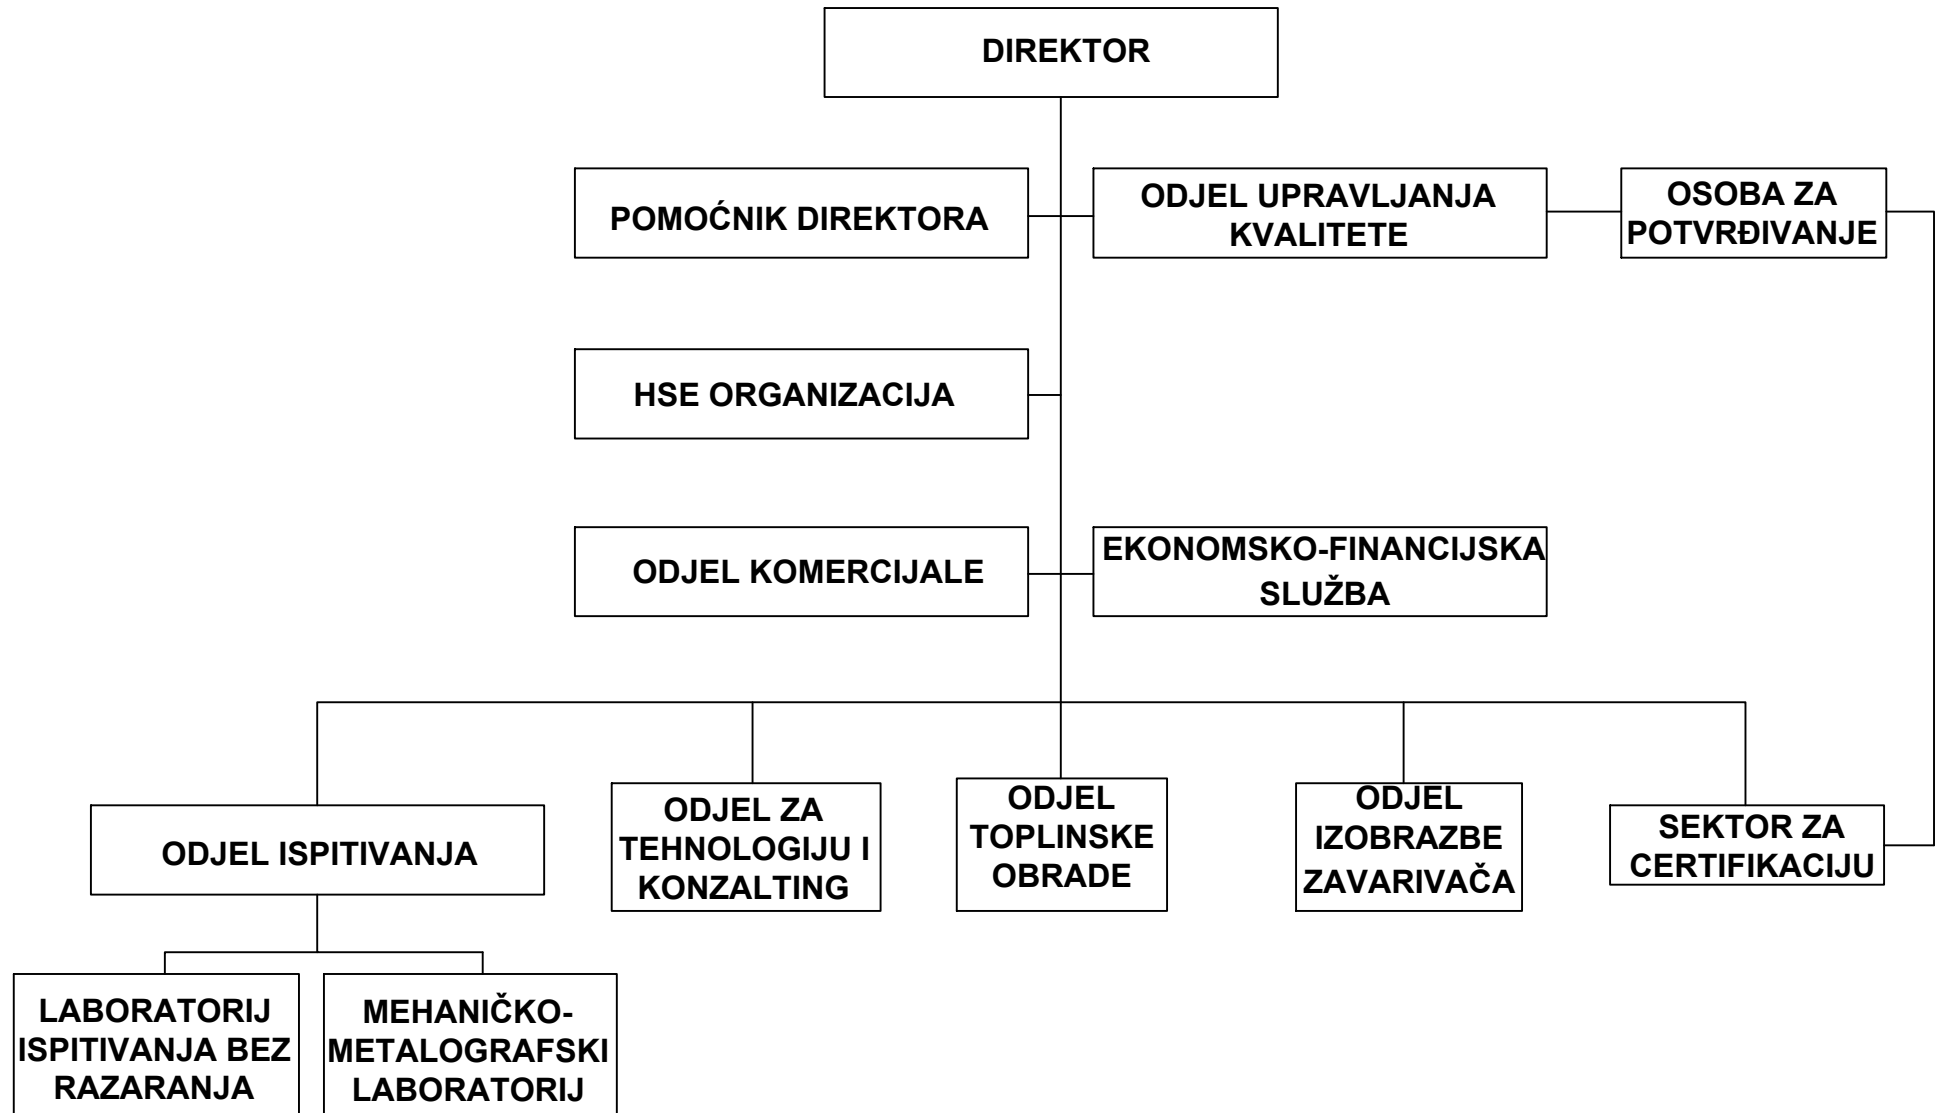 DIREKTOR
POMOĆNIK DIREKTORA
ODJEL UPRAVLJANJA
KVALITETE
OSOBA ZA
POTVRĐIVANJE
HSE ORGANIZACIJA
ODJEL KOMERCIJALE
EKONOMSKO-FINANCIJSKA
SLUŽBA
ODJEL ISPITIVANJA
ODJEL ZA
TEHNOLOGIJU I
KONZALTING
ODJEL
TOPLINSKE
OBRADE
ODJEL
IZOBRAZBE
ZAVARIVAČA
SEKTOR ZA
CERTIFIKACIJU
LABORATORIJ
ISPITIVANJA BEZ
RAZARANJA
MEHANIČKO-
METALOGRAFSKI
LABORATORIJ